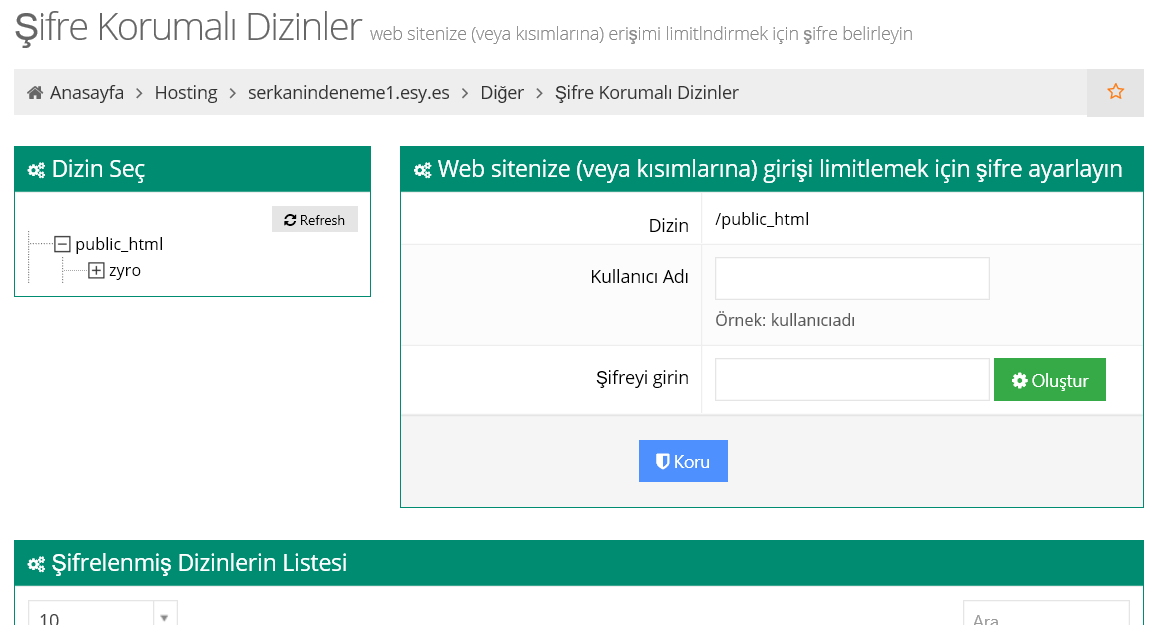 Şifre Korumalı Dizinler web sitenize (veya kısımlarına) erişimi limitlndirmek için şifre belirleyin
Anasayfa > Hosting > serkanindeneme1.esy.es > Diğer > Şifre Korumalı Dizinler
Dizin Seç
Refresh
public_html
zyro
Web sitenize (veya kısımlarına) girişi limitlemek için şifre ayarlayın
Dizin /public_html
Kullanıcı Adı
Örnek: kullanıcıadı
Şifreyi girin Oluştur
Koru
Şifrelenmiş Dizinlerin Listesi
10 Ara